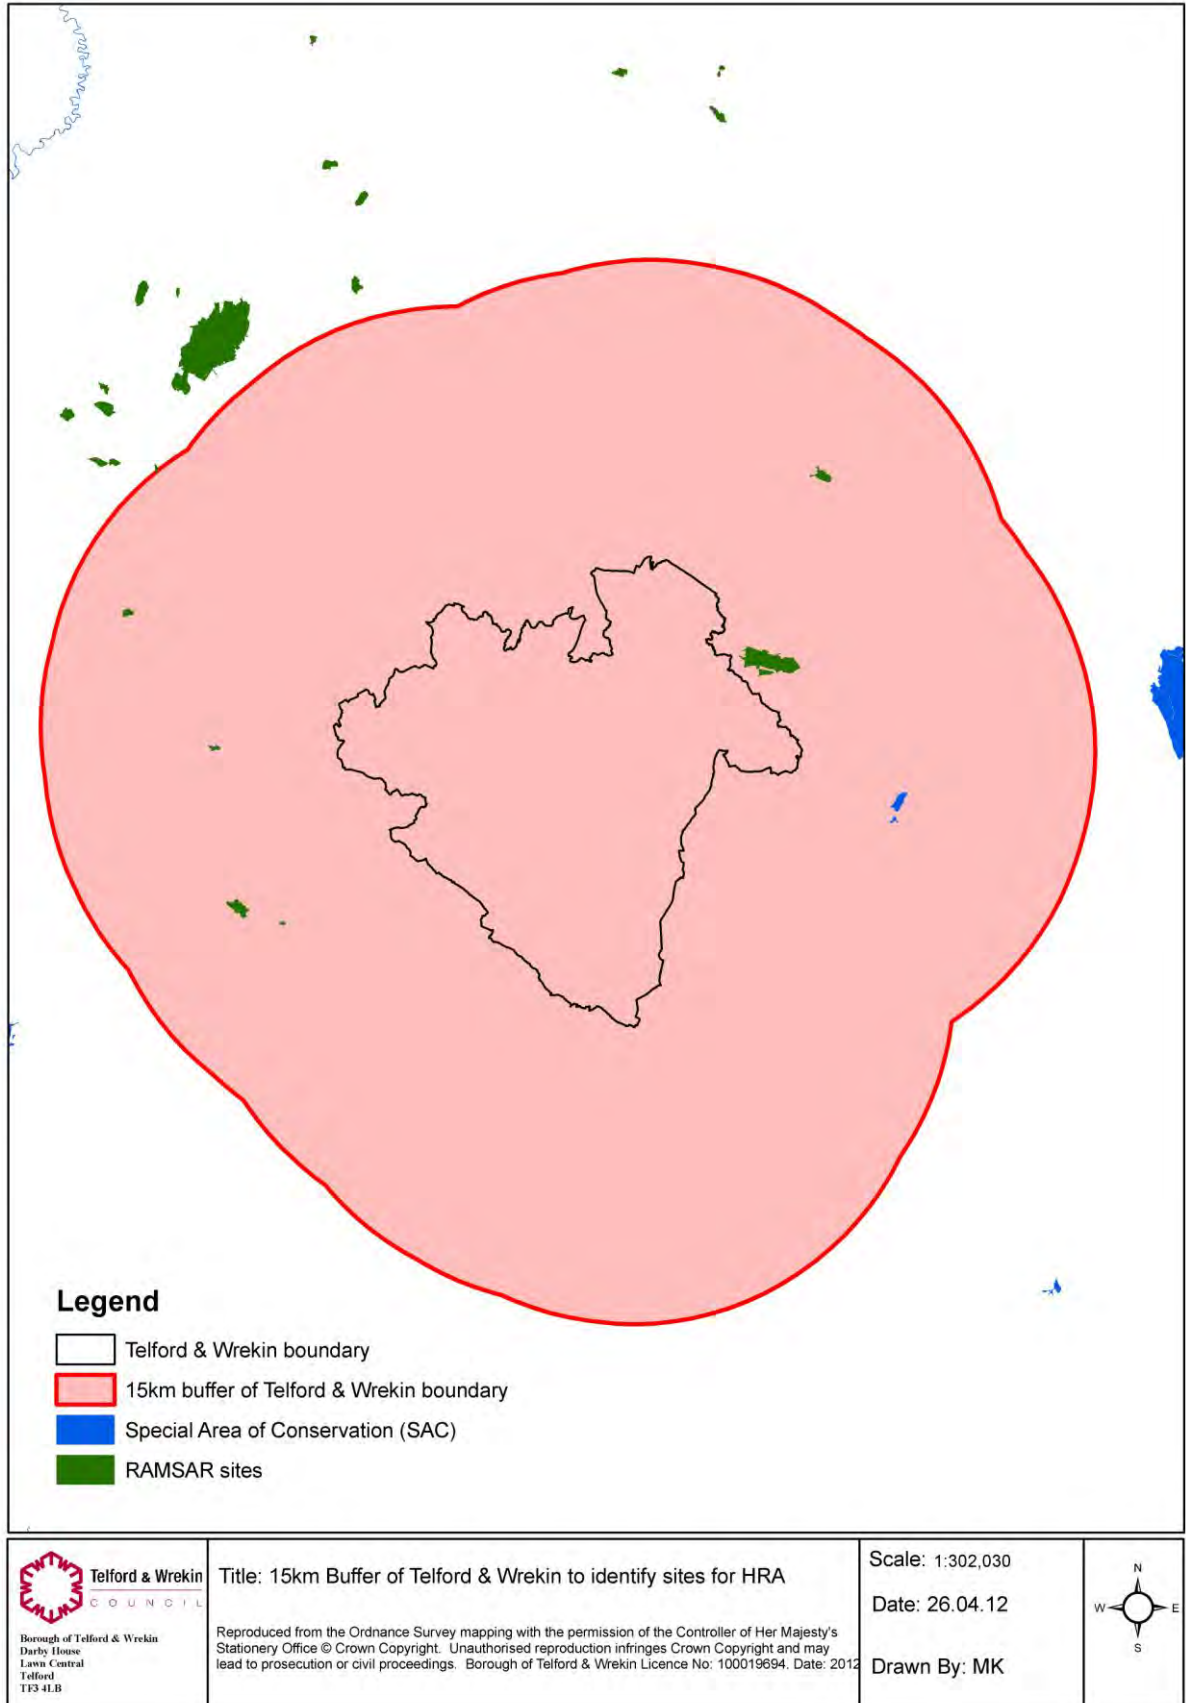 Legend
Telford & Wrekin boundary
15km buffer of Telford & Wrekin boundary
Special Area of Conservation (SAC)
RAMSAR sites
Telford & Wrekin
COUNCIL
Borough of Telford & Wrekin
Darby House
Lawn Central
Telford
TF3 4LB
Title: 15km Buffer of Telford & Wrekin to identify sites for HRA
Reproduced from the Ordnance Survey mapping with the permission of the Controller of Her Majesty's
Stationery Office © Crown Copyright. Unauthorised reproduction infringes Crown Copyright and may
lead to prosecution or civil proceedings. Borough of Telford & Wrekin Licence No: 100019694. Date: 2012
Scale: 1:302,030
Date: 26.04.12
Drawn By: MK
N
W E
S